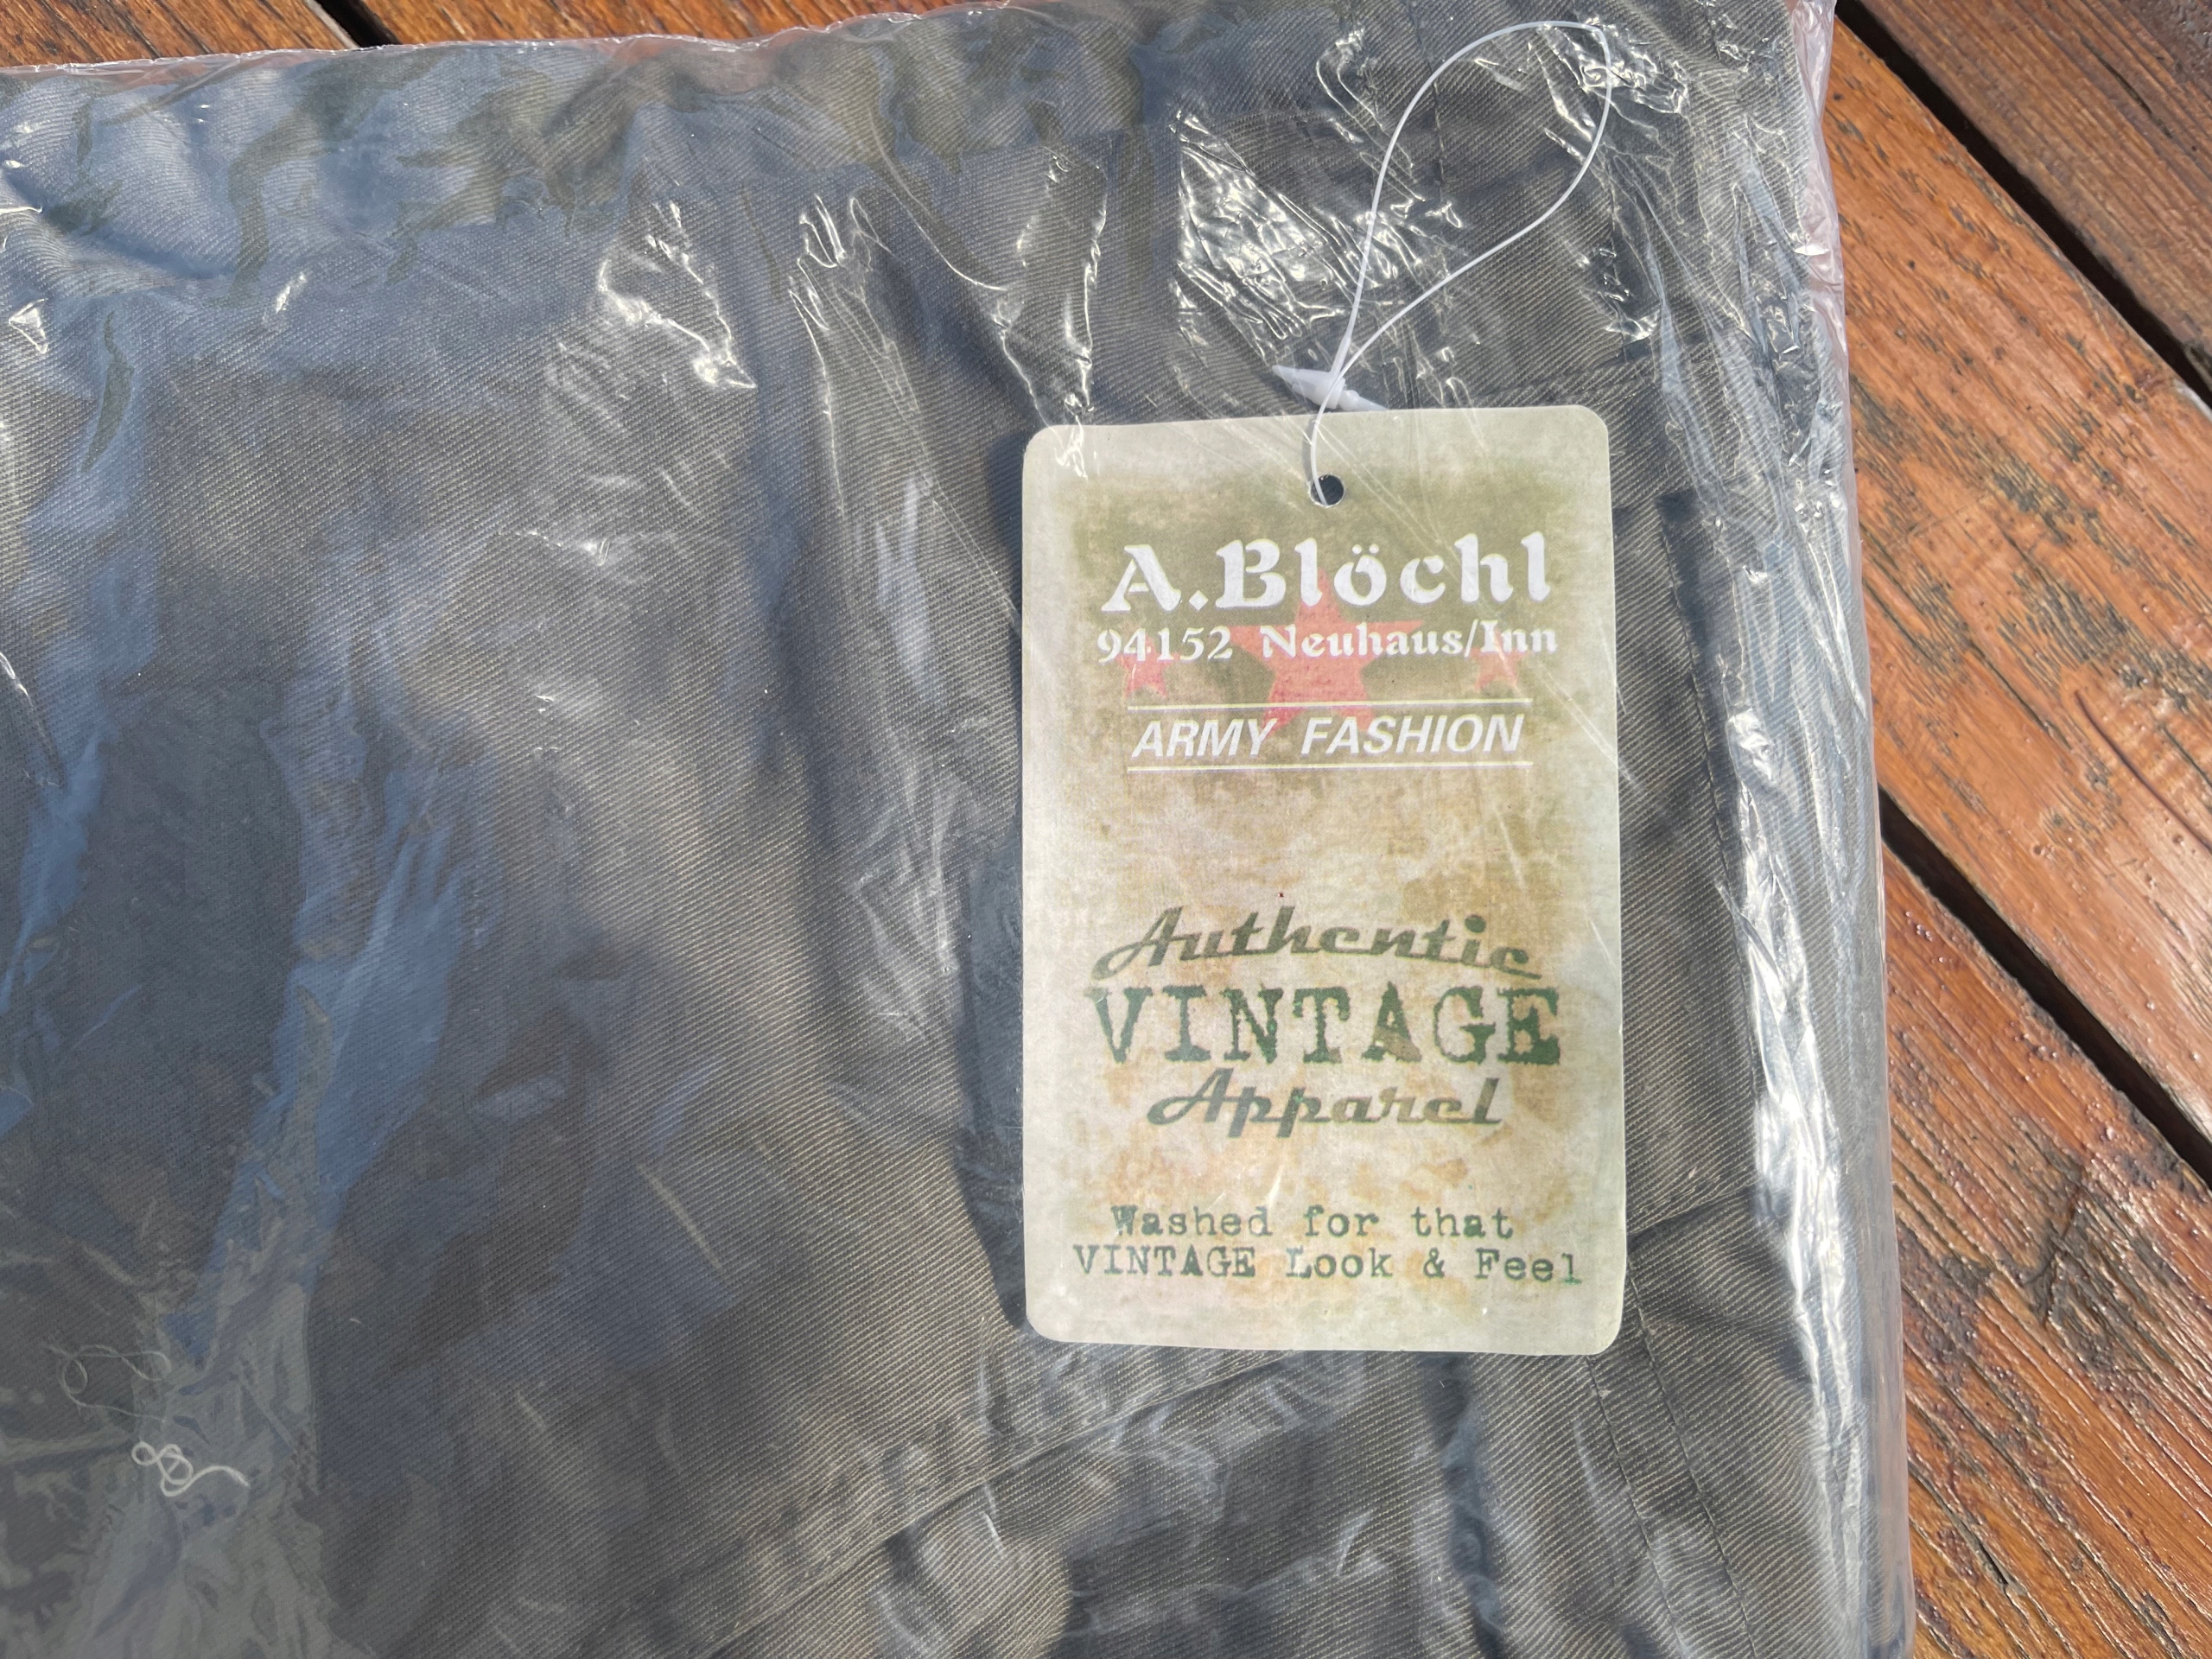 A.Blöchl
94152 Neuhaus/Inn
ARMY FASHION
Authentic
VINTAGE
Apparel
Washed for that
VINTAGE Look & Feel